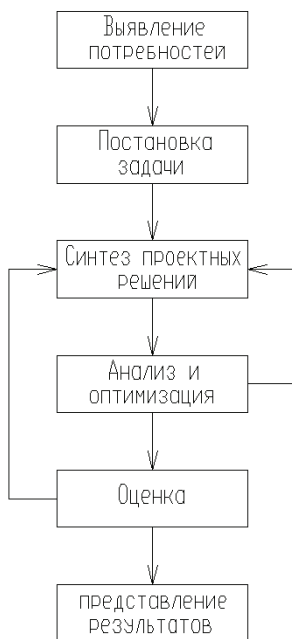 Выявление
потребностей
Постановка
задачи
Синтез проектных
решений
Анализ и
оптимизация
Оценка
представление
результатов